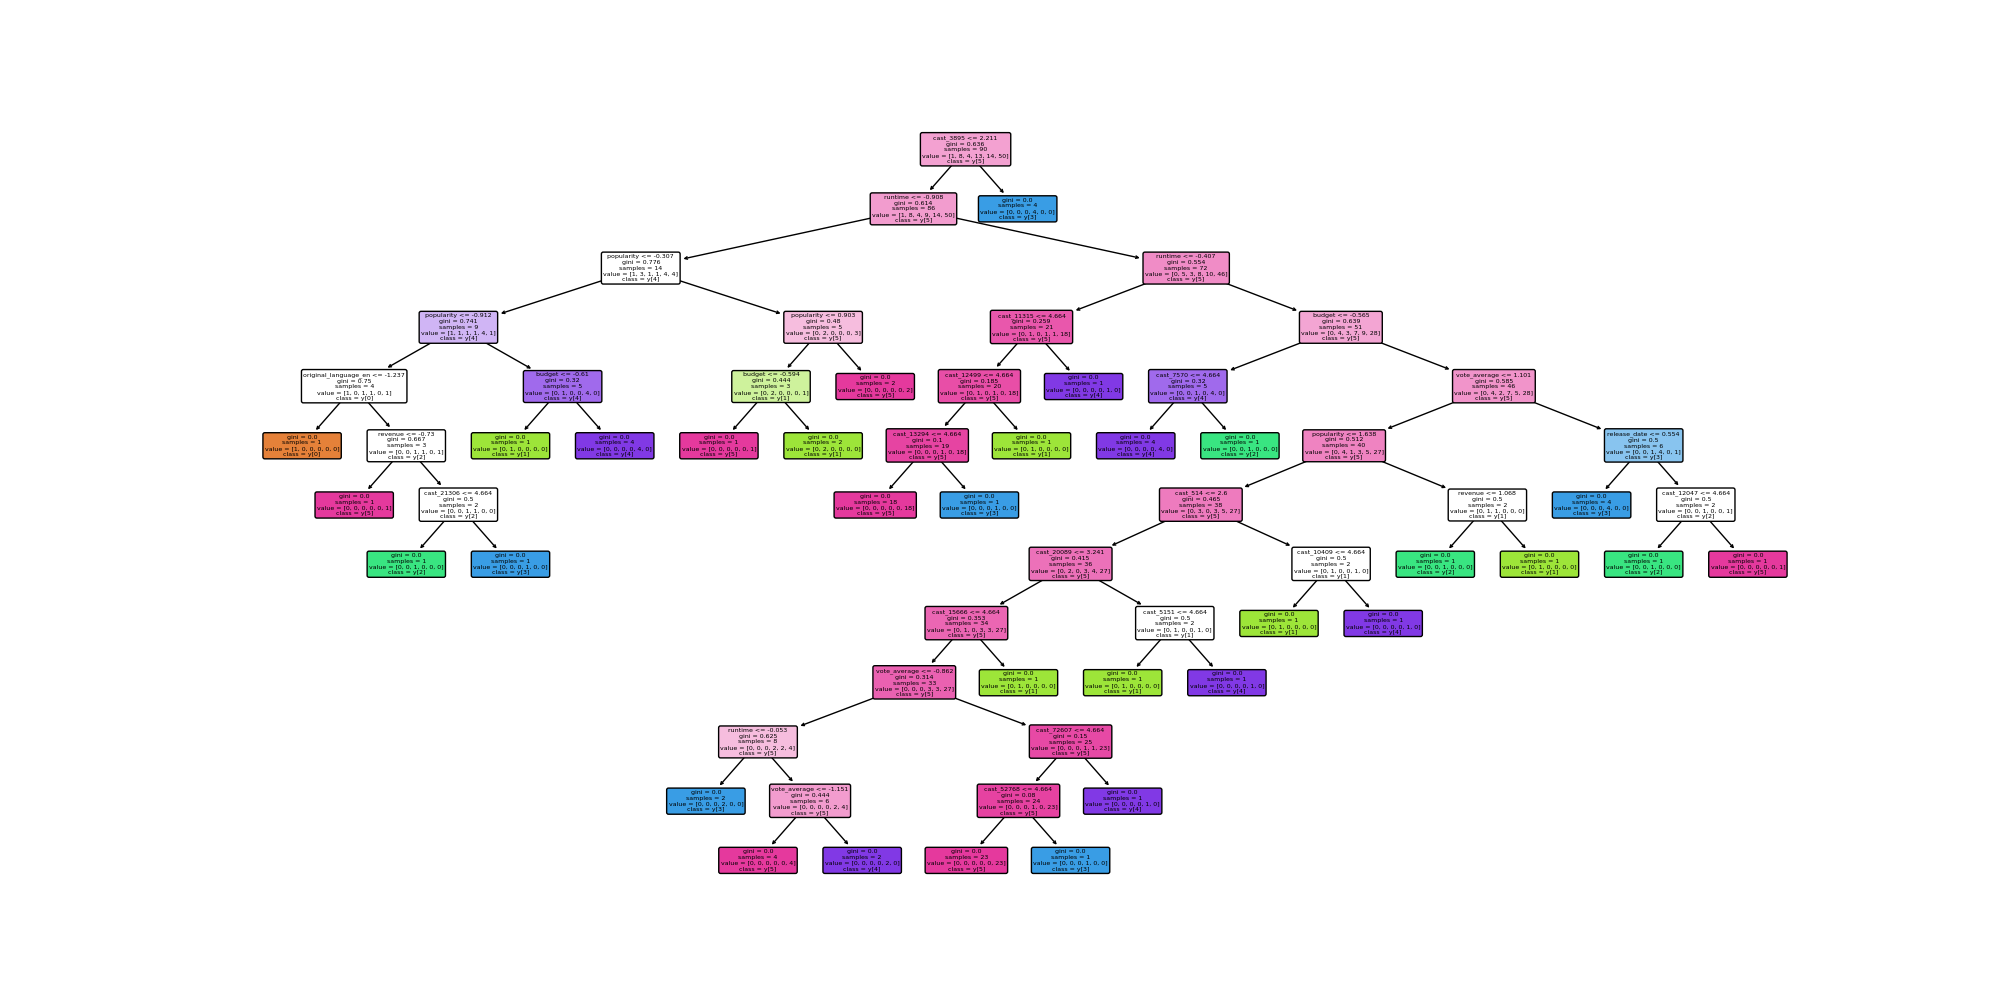 cast_3895 <= 2.211
gini = 0.636
samples = 90
value = [1, 8, 4, 13, 14, 50]
class = y[5]
runtime <= -0.908
gini = 0.614
samples = 86
value = [1, 8, 4, 9, 14, 50]
class = y[5]
gini = 0.0
samples = 4
value = [0, 0, 0, 4, 0, 0]
class = y[3]
popularity <= -0.307
gini = 0.776
samples = 14
value = [1, 3, 1, 1, 4, 4]
class = y[4]
runtime <= -0.407
gini = 0.554
samples = 72
value = [0, 5, 3, 8, 10, 46]
class = y[5]
popularity <= -0.912
gini = 0.741
samples = 9
value = [1, 1, 1, 1, 4, 1]
class = y[4]
popularity <= 0.903
gini = 0.48
samples = 5
value = [0, 2, 0, 0, 0, 3]
class = y[5]
cast_11315 <= 4.664
gini = 0.259
samples = 21
value = [0, 1, 0, 1, 1, 18]
class = y[5]
budget <= -0.565
gini = 0.639
samples = 51
value = [0, 4, 3, 7, 9, 28]
class = y[5]
original_language_en <= -1.237
gini = 0.75
samples = 4
value = [1, 0, 1, 1, 0, 1]
class = y[0]
budget <= -0.61
gini = 0.32
samples = 5
value = [0, 1, 0, 0, 4, 0]
class = y[4]
budget <= -0.594
gini = 0.444
samples = 3
value = [0, 2, 0, 0, 0, 1]
class = y[1]
gini = 0.0
samples = 2
value = [0, 0, 0, 0, 0, 2]
class = y[5]
cast_12499 <= 4.664
gini = 0.185
samples = 20
value = [0, 1, 0, 1, 0, 18]
class = y[5]
gini = 0.0
samples = 1
value = [0, 0, 0, 0, 1, 0]
class = y[4]
cast_7570 <= 4.664
gini = 0.32
samples = 5
value = [0, 0, 1, 0, 4, 0]
class = y[4]
vote_average <= 1.101
gini = 0.585
samples = 46
value = [0, 4, 2, 7, 5, 28]
class = y[5]
gini = 0.0
samples = 1
value = [1, 0, 0, 0, 0, 0]
class = y[0]
revenue <= -0.73
gini = 0.667
samples = 3
value = [0, 0, 1, 1, 0, 1]
class = y[2]
gini = 0.0
samples = 1
value = [0, 1, 0, 0, 0, 0]
class = y[1]
gini = 0.0
samples = 4
value = [0, 0, 0, 0, 4, 0]
class = y[4]
gini = 0.0
samples = 1
value = [0, 0, 0, 0, 0, 1]
class = y[5]
gini = 0.0
samples = 2
value = [0, 2, 0, 0, 0, 0]
class = y[1]
cast_13294 <= 4.664
gini = 0.1
samples = 19
value = [0, 0, 0, 1, 0, 18]
class = y[5]
gini = 0.0
samples = 1
value = [0, 1, 0, 0, 0, 0]
class = y[1]
gini = 0.0
samples = 4
value = [0, 0, 0, 0, 4, 0]
class = y[4]
gini = 0.0
samples = 1
value = [0, 0, 1, 0, 0, 0]
class = y[2]
popularity <= 1.638
gini = 0.512
samples = 40
value = [0, 4, 1, 3, 5, 27]
class = y[5]
release_date <= 0.554
gini = 0.5
samples = 6
value = [0, 0, 1, 4, 0, 1]
class = y[3]
gini = 0.0
samples = 1
value = [0, 0, 0, 0, 0, 1]
class = y[5]
cast_21306 <= 4.664
gini = 0.5
samples = 2
value = [0, 0, 1, 1, 0, 0]
class = y[2]
gini = 0.0
samples = 18
value = [0, 0, 0, 0, 0, 18]
class = y[5]
gini = 0.0
samples = 1
value = [0, 0, 0, 1, 0, 0]
class = y[3]
cast_514 <= 2.6
gini = 0.465
samples = 38
value = [0, 3, 0, 3, 5, 27]
class = y[5]
revenue <= 1.068
gini = 0.5
samples = 2
value = [0, 1, 1, 0, 0, 0]
class = y[1]
gini = 0.0
samples = 4
value = [0, 0, 0, 4, 0, 0]
class = y[3]
cast_12047 <= 4.664
gini = 0.5
samples = 2
value = [0, 0, 1, 0, 0, 1]
class = y[2]
gini = 0.0
samples = 1
value = [0, 0, 1, 0, 0, 0]
class = y[2]
gini = 0.0
samples = 1
value = [0, 0, 0, 1, 0, 0]
class = y[3]
cast_20089 <= 3.241
gini = 0.415
samples = 36
value = [0, 2, 0, 3, 4, 27]
class = y[5]
cast_10409 <= 4.664
gini = 0.5
samples = 2
value = [0, 1, 0, 0, 1, 0]
class = y[1]
gini = 0.0
samples = 1
value = [0, 0, 1, 0, 0, 0]
class = y[2]
gini = 0.0
samples = 1
value = [0, 1, 0, 0, 0, 0]
class = y[1]
gini = 0.0
samples = 1
value = [0, 0, 1, 0, 0, 0]
class = y[2]
gini = 0.0
samples = 1
value = [0, 0, 0, 0, 0, 1]
class = y[5]
cast_15666 <= 4.664
gini = 0.353
samples = 34
value = [0, 1, 0, 3, 3, 27]
class = y[5]
cast_5151 <= 4.664
gini = 0.5
samples = 2
value = [0, 1, 0, 0, 1, 0]
class = y[1]
gini = 0.0
samples = 1
value = [0, 1, 0, 0, 0, 0]
class = y[1]
gini = 0.0
samples = 1
value = [0, 0, 0, 0, 1, 0]
class = y[4]
vote_average <= -0.862
gini = 0.314
samples = 33
value = [0, 0, 0, 3, 3, 27]
class = y[5]
gini = 0.0
samples = 1
value = [0, 1, 0, 0, 0, 0]
class = y[1]
gini = 0.0
samples = 1
value = [0, 1, 0, 0, 0, 0]
class = y[1]
gini = 0.0
samples = 1
value = [0, 0, 0, 0, 1, 0]
class = y[4]
runtime <= -0.053
gini = 0.625
samples = 8
value = [0, 0, 0, 2, 2, 4]
class = y[5]
cast_72607 <= 4.664
gini = 0.15
samples = 25
value = [0, 0, 0, 1, 1, 23]
class = y[5]
gini = 0.0
samples = 2
value = [0, 0, 0, 2, 0, 0]
class = y[3]
vote_average <= -1.151
gini = 0.444
samples = 6
value = [0, 0, 0, 0, 2, 4]
class = y[5]
cast_52768 <= 4.664
gini = 0.08
samples = 24
value = [0, 0, 0, 1, 0, 23]
class = y[5]
gini = 0.0
samples = 1
value = [0, 0, 0, 0, 1, 0]
class = y[4]
gini = 0.0
samples = 4
value = [0, 0, 0, 0, 0, 4]
class = y[5]
gini = 0.0
samples = 2
value = [0, 0, 0, 0, 2, 0]
class = y[4]
gini = 0.0
samples = 23
value = [0, 0, 0, 0, 0, 23]
class = y[5]
gini = 0.0
samples = 1
value = [0, 0, 0, 1, 0, 0]
class = y[3]